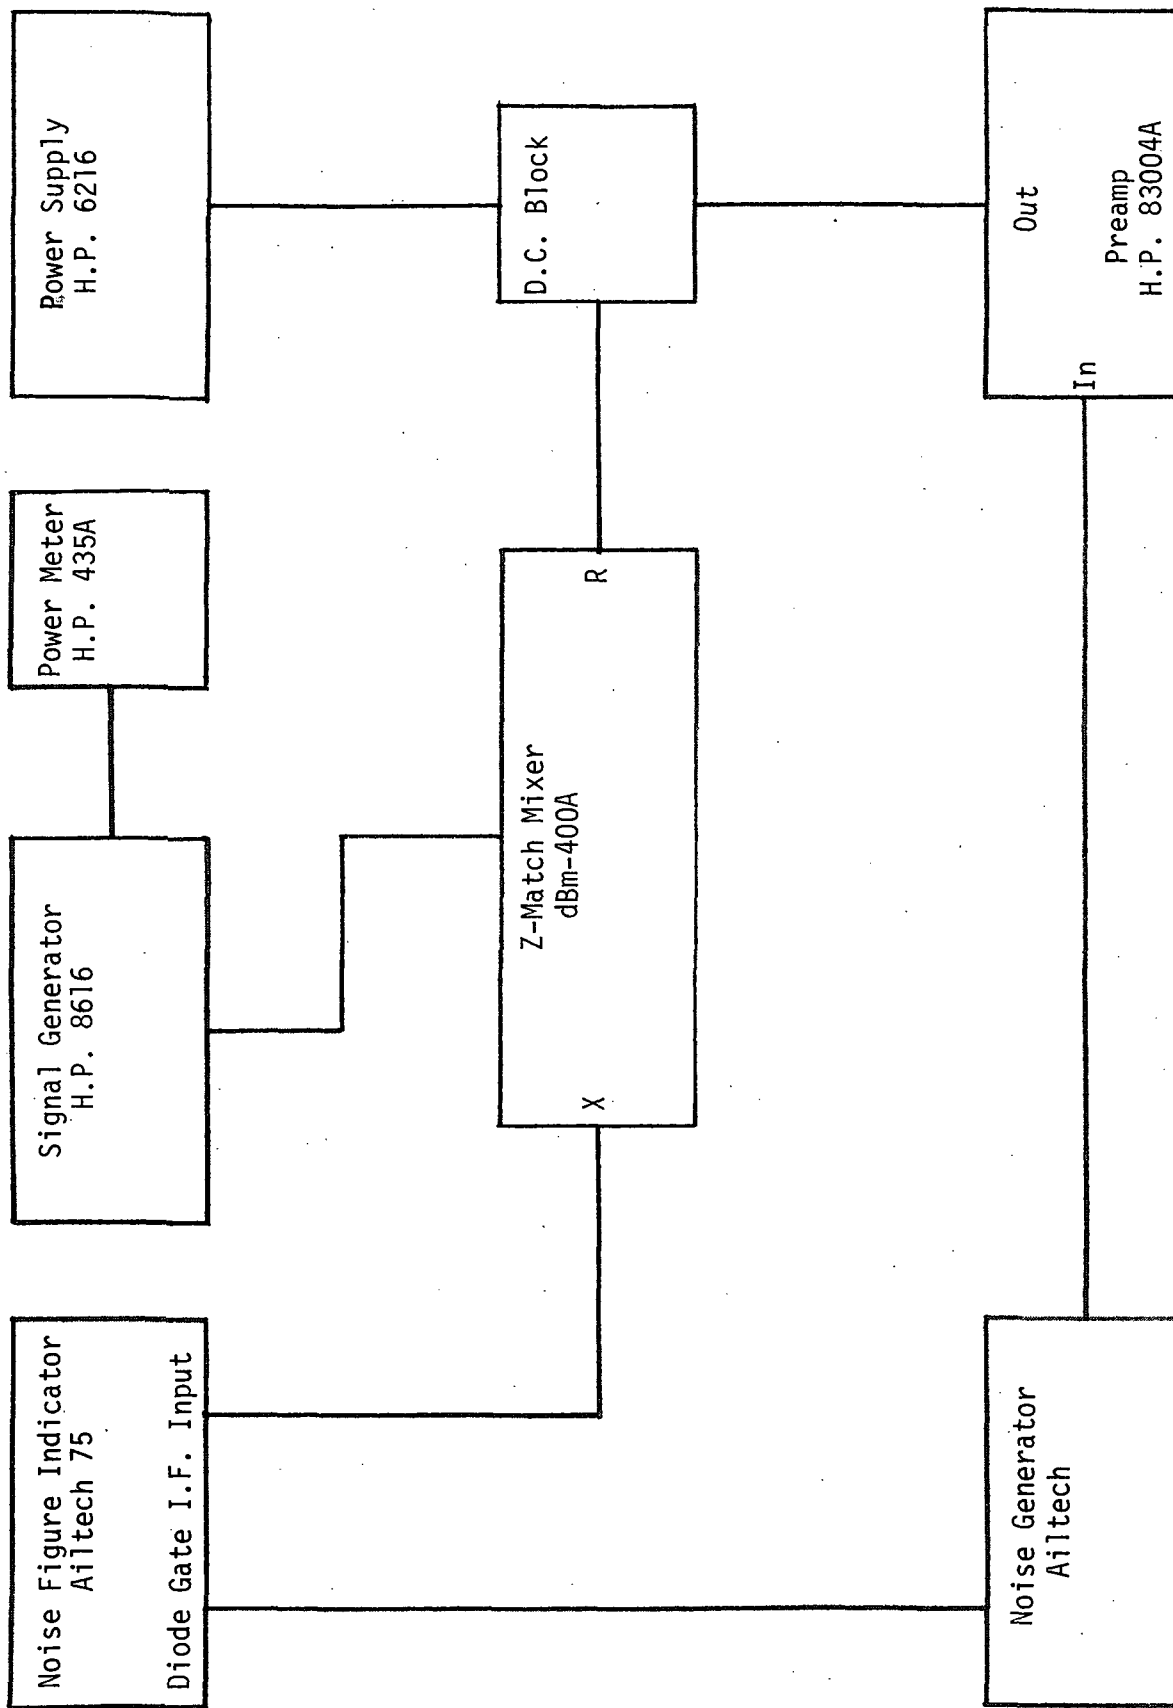 Noise Figure Indicator
Ailtech 75
Diode Gate I.F. Input
Signal Generator
H.P. 8616
Power Meter
H.P. 435A
Power Supply
H.P. 6216
Z-Match Mixer
dBm-400A
X
R
D.C. Block
Noise Generator
Ailtech
In
Out
Preamp
H.P. 83004A